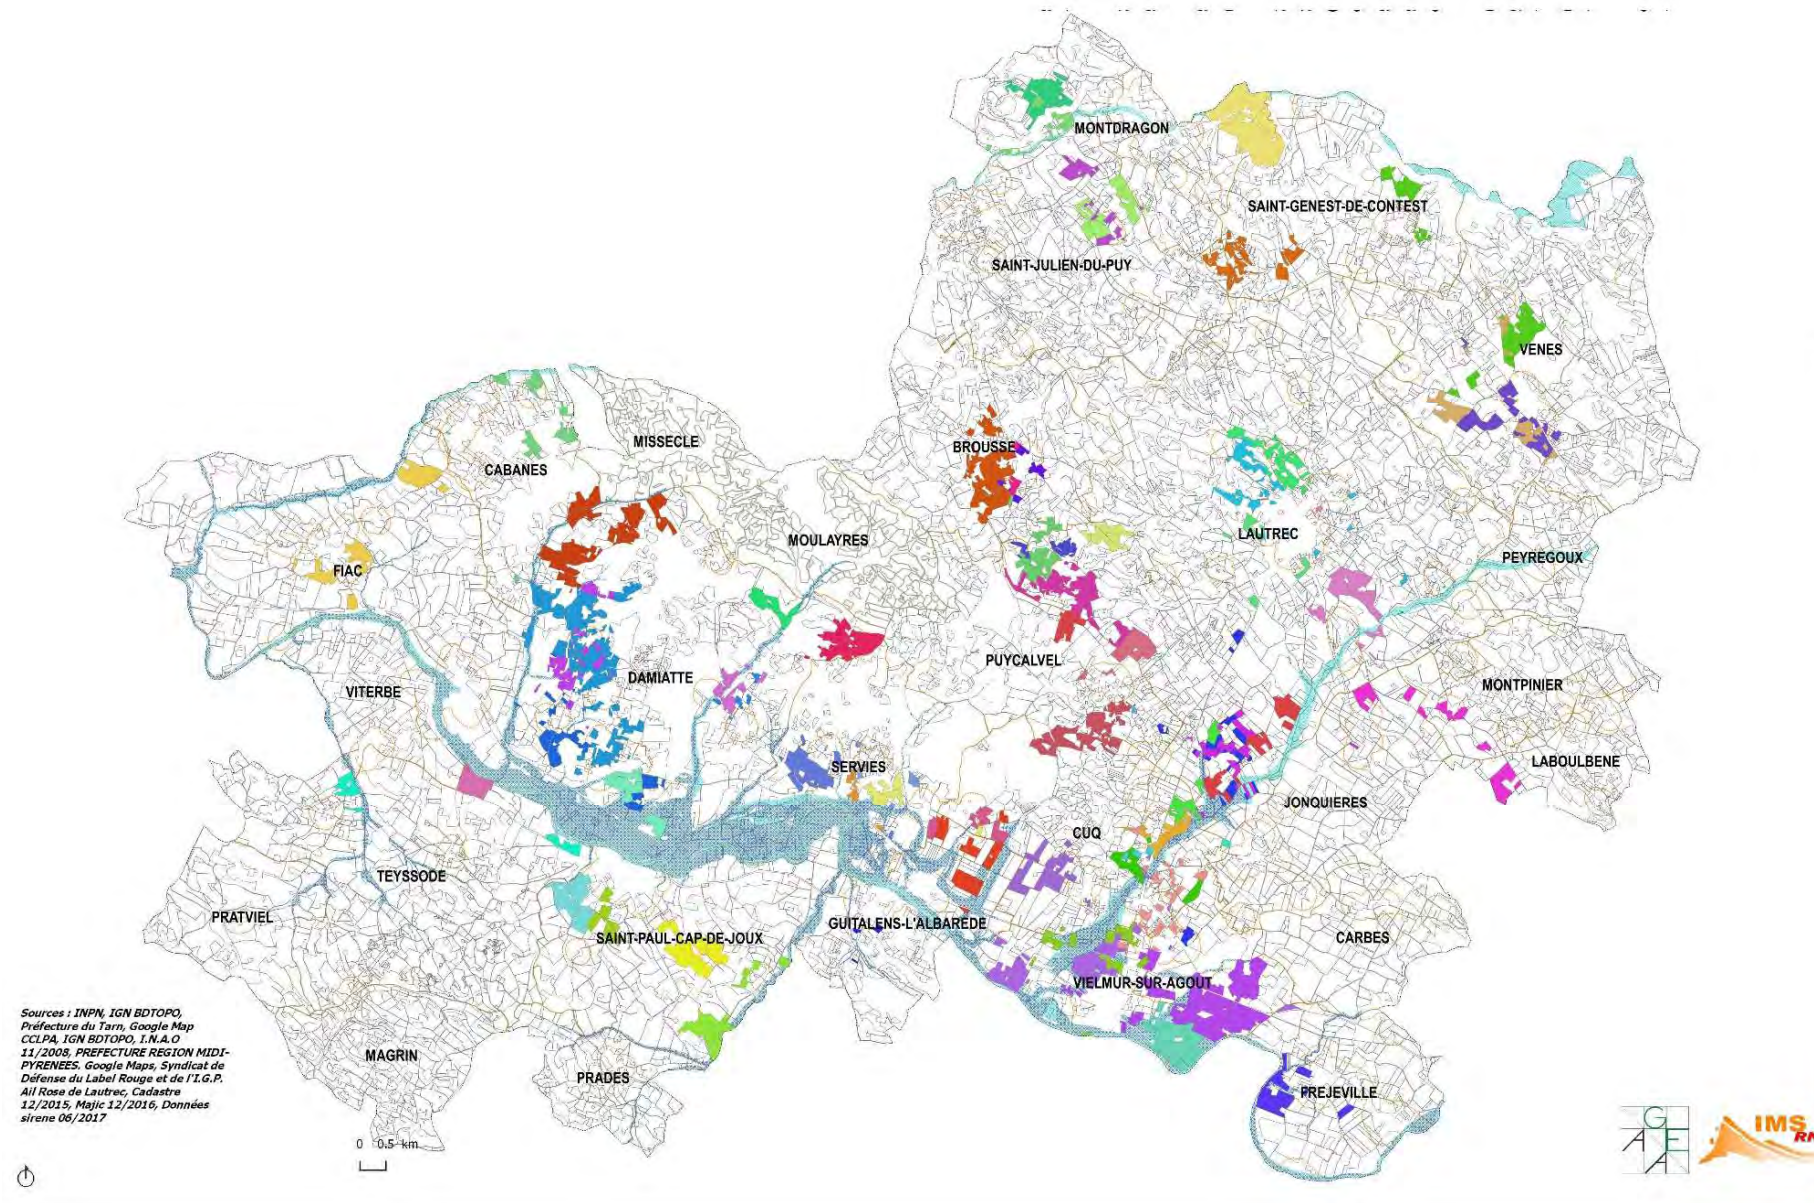 MONTDRAGON
SAINT-GENEST-DE-CONTEST
SAINT-JULIEN-DU-PUY
VENES
BROUSSE
MISSECLE
CABANES
LAUTREC
MOULAYRES
PEYREGOUX
FIAC
PUYCALVEL
DAMIATTE
MONTPINIER
VITERBE
LABOULBENE
SERVIES
JONQUIERES
CUQ
TEYSSODE
PRATVIEL
GUITALENS-L'ALBAREDE
SAINT-PAUL-CAP-DE-JOUX
CARBES
VIELMUR-SUR-AGOUT
MAGRIN
PRADES
FREJEVILLE
Sources : INPN, IGN BDTOPO,
Préfecture du Tarn, Google Map
CCLPA, IGN BDTOPO, I.N.A.O
11/2008, PREFECTURE REGION MIDI-
PYRENEES. Google Maps, Syndicat de
Défense du Label Rouge et de l'I.G.P.
Ail Rose de Lautrec, Cadastre
12/2015, Majic 12/2016, Données
sirene 06/2017
0 0.5 km
AGEA
IMS
RN